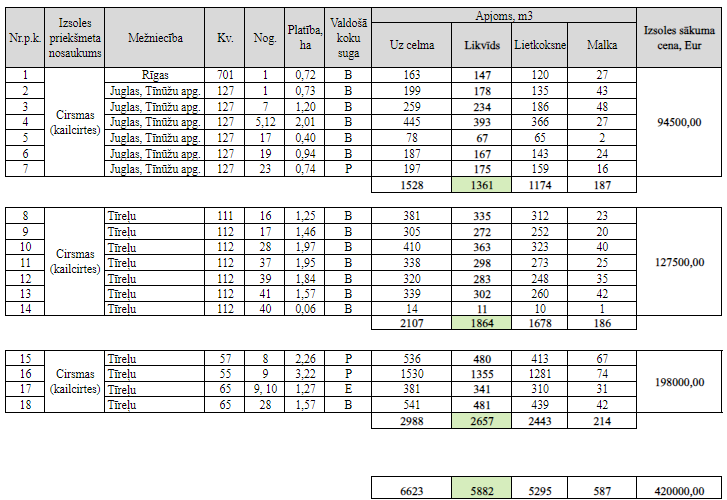 Nr.p.k. Izsoles priekšmeta nosaukums Mežniecība Kv. Nog. Platība, ha Valdošā koku suga Apjoms, m3 Izsoles sākuma cena, Eur
Uz celma Likvīds Lietkoksne Malka
1 Rīgas 701 1 0,72 B 163 147 120 27
2 Juglas, Tīnūžu apg. 127 1 0,73 B 199 178 135 43
3 Juglas, Tīnūžu apg. 127 7 1,20 B 259 234 186 48
4 Cirsmas (kailcirtes) Juglas, Tīnūžu apg. 127 5,12 2,01 B 445 393 366 27 94500,00
5 Juglas, Tīnūžu apg. 127 17 0,40 B 78 67 65 2
6 Juglas, Tīnūžu apg. 127 19 0,94 B 187 167 143 24
7 Juglas, Tīnūžu apg. 127 23 0,74 P 197 175 159 16
1528 1361 1174 187
8 Tīreļu 111 16 1,25 B 381 335 312 23
9 Tīreļu 112 17 1,46 B 305 272 252 20
10 Tīreļu 112 28 1,97 B 410 363 323 40
11 Cirsmas (kailcirtes) Tīreļu 112 37 1,95 B 338 298 273 25 127500,00
12 Tīreļu 112 39 1,84 B 320 283 248 35
13 Tīreļu 112 41 1,57 B 339 302 260 42
14 Tīreļu 112 40 0,06 B 14 11 10 1
2107 1864 1678 186
15 Tīreļu 57 8 2,26 P 536 480 413 67
16 Cirsmas (kailcirtes) Tīreļu 55 9 3,22 P 1530 1355 1281 74 198000,00
17 Tīreļu 65 9, 10 1,27 E 381 341 310 31
18 Tīreļu 65 28 1,57 B 541 481 439 42
2988 2657 2443 214
6623 5882 5295 587 420000,00